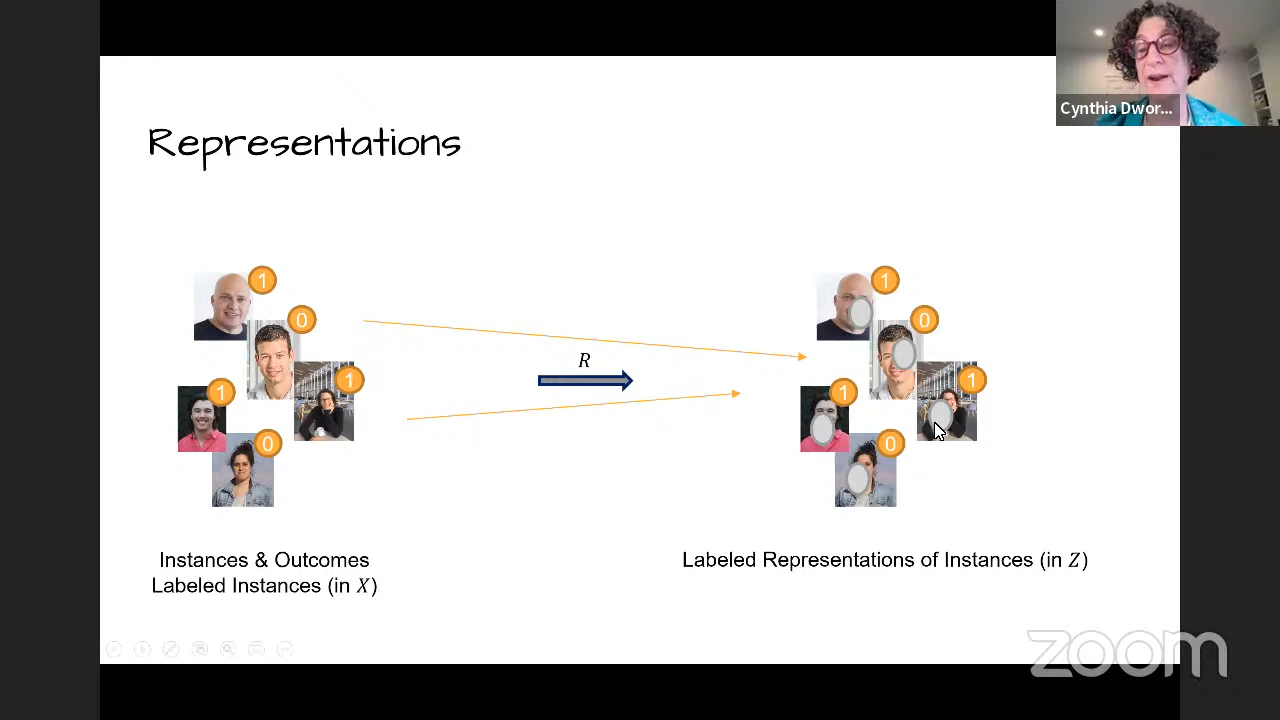 Cynthia Dwor...
Representations
1
0
1
1
0
R
1
0
1
1
0
Instances & Outcomes
Labeled Instances (in X)
Labeled Representations of Instances (in Z)
zoom